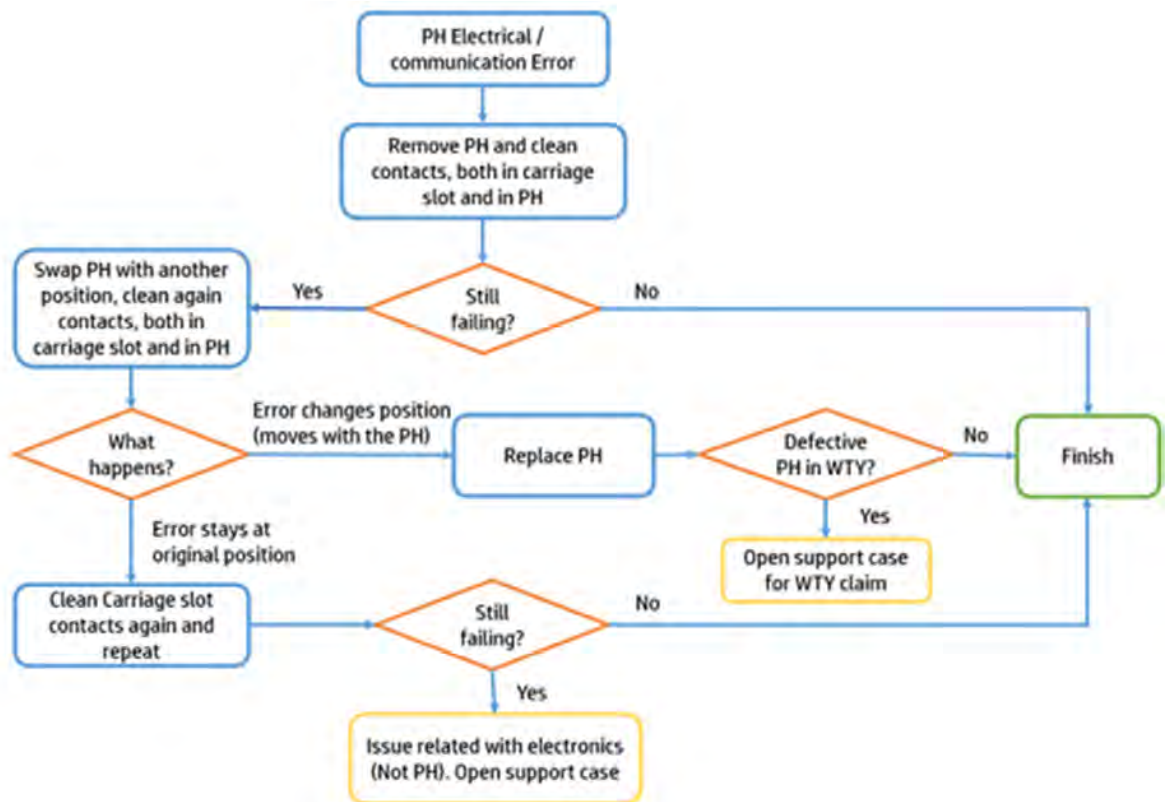 PH Electrical /
communication Error
Remove PH and clean
contacts, both in carriage
slot and in PH
Swap PH with another
position, clean again
contacts, both in
carriage slot and in PH
Yes
Still
failing?
No
What
happens?
Error changes position
(moves with the PH)
Replace PH
Defective
PH in WTY?
No
Finish
Yes
Open support case
for WTY claim
Error stays at
original position
Clean Carriage slot
contacts again and
repeat
Still
failing?
No
Yes
Issue related with electronics
(Not PH). Open support case